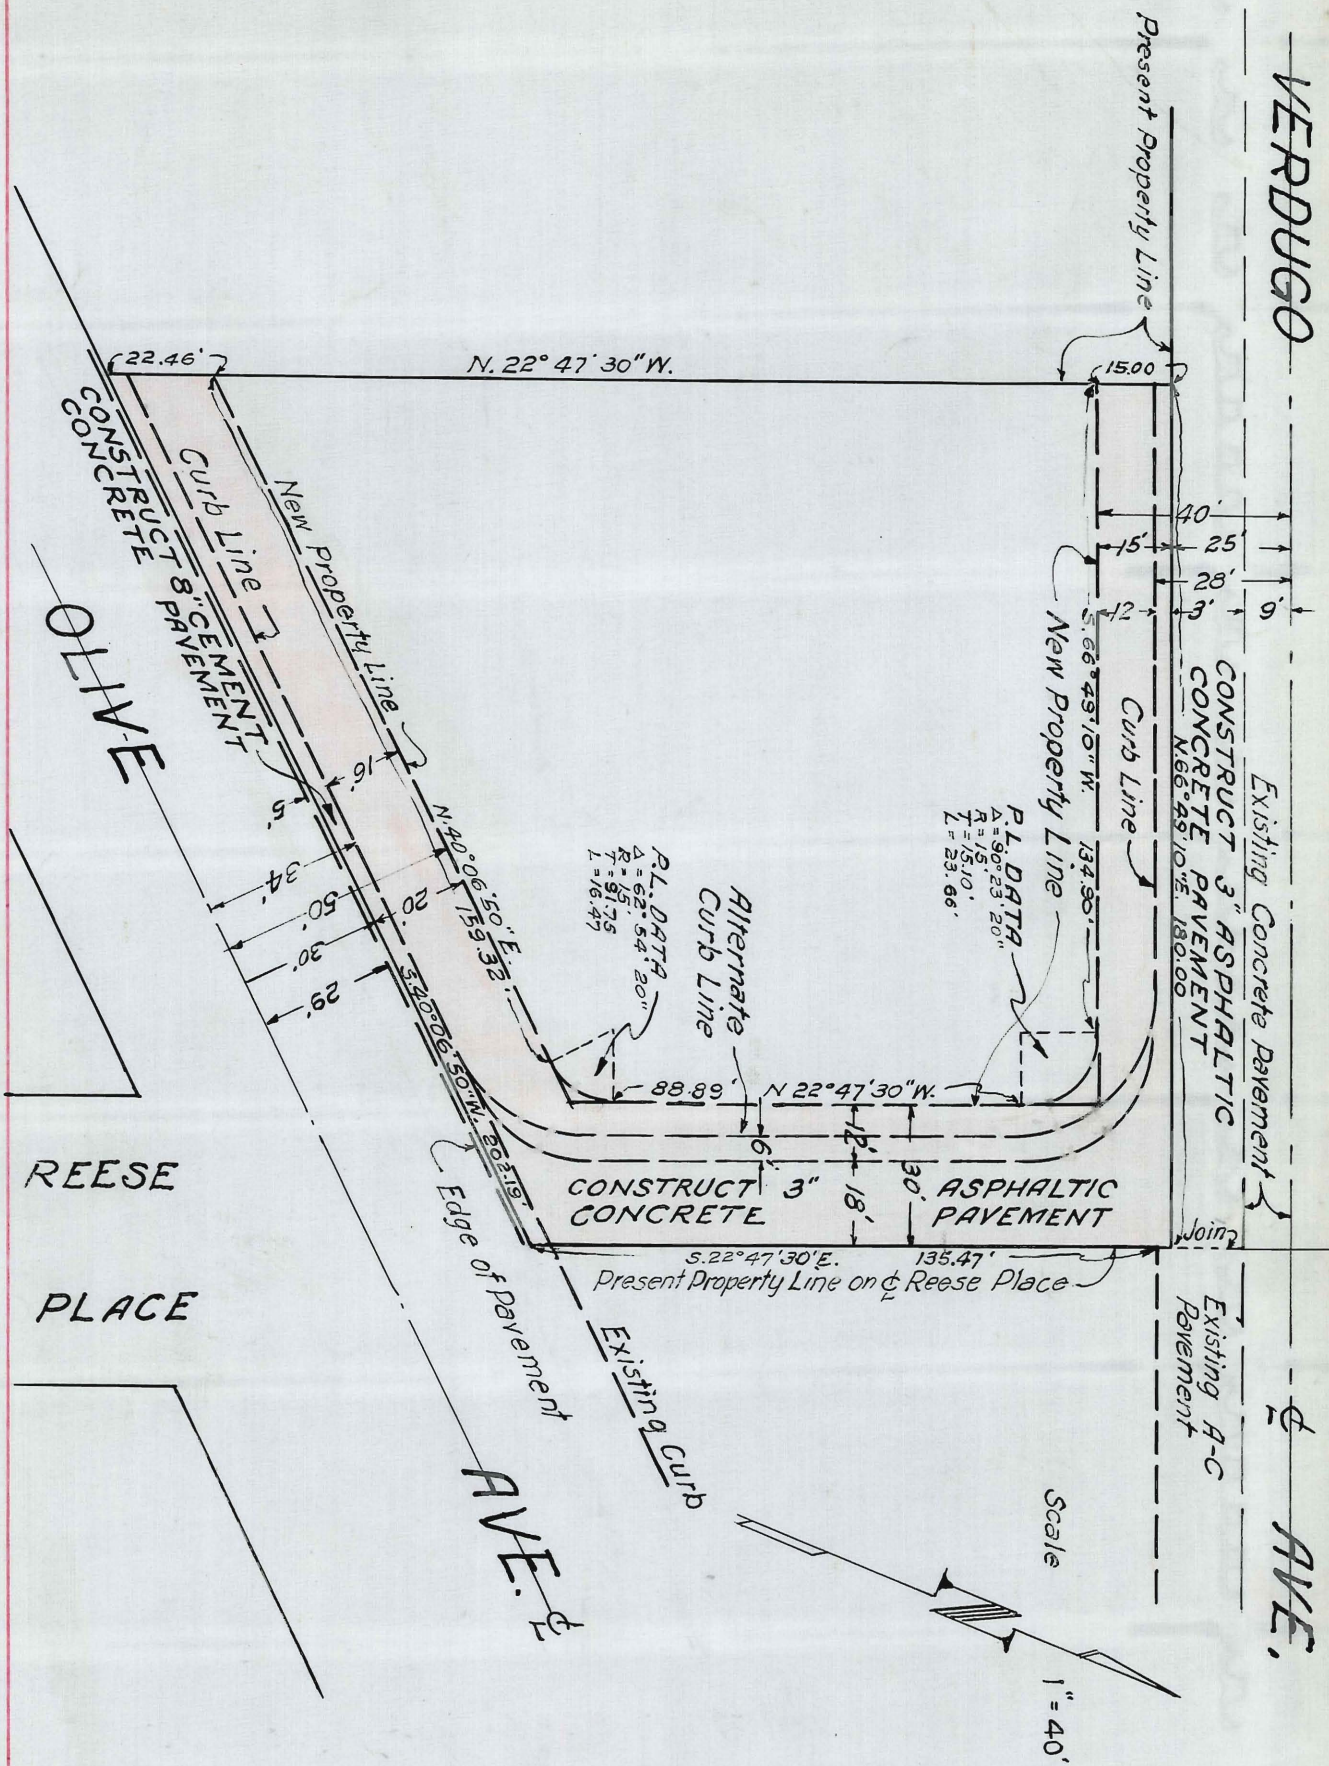 VERDUGO
AVE.
℄
Present Property Line
Existing Concrete pavement
CONSTRUCT 3" ASPHALTIC
CONCRETE PAVEMENT
N.66°49'10"E. 180.00
22.46'
N. 22° 47' 30" W.
15.00
40'
15'
25'
28'
12
3'
9'
S.66°49'10"W. 134.90'
New Property Line
Curb Line
P.L. DATA
Δ=90°23'20"
R=15'
T=15.10'
L=23.66'
Join
Existing A-C
Pavement
Alternate
Curb Line
P.L. DATA
Δ=62°54'20"
R=15'
L=16.47
88.89'
N 22°47'30"W.
12'
6'
18'
30'
CONSTRUCT 3" ASPHALTIC
CONCRETE PAVEMENT
S.22°47'30"E. 135.47'
Present Property Line on ℄ Reese Place
New Property Line
N.40°06'50"E. 159.32'
Curb Line
CONSTRUCT 8" CEMENT
CONCRETE PAVEMENT
16'
5'
34'
50'
20'
30'
29'
S.40°06'50"W. 202.19'
Edge of pavement
Existing Curb
OLIVE
AVE.
℄
REESE
PLACE
Scale 1"=40'